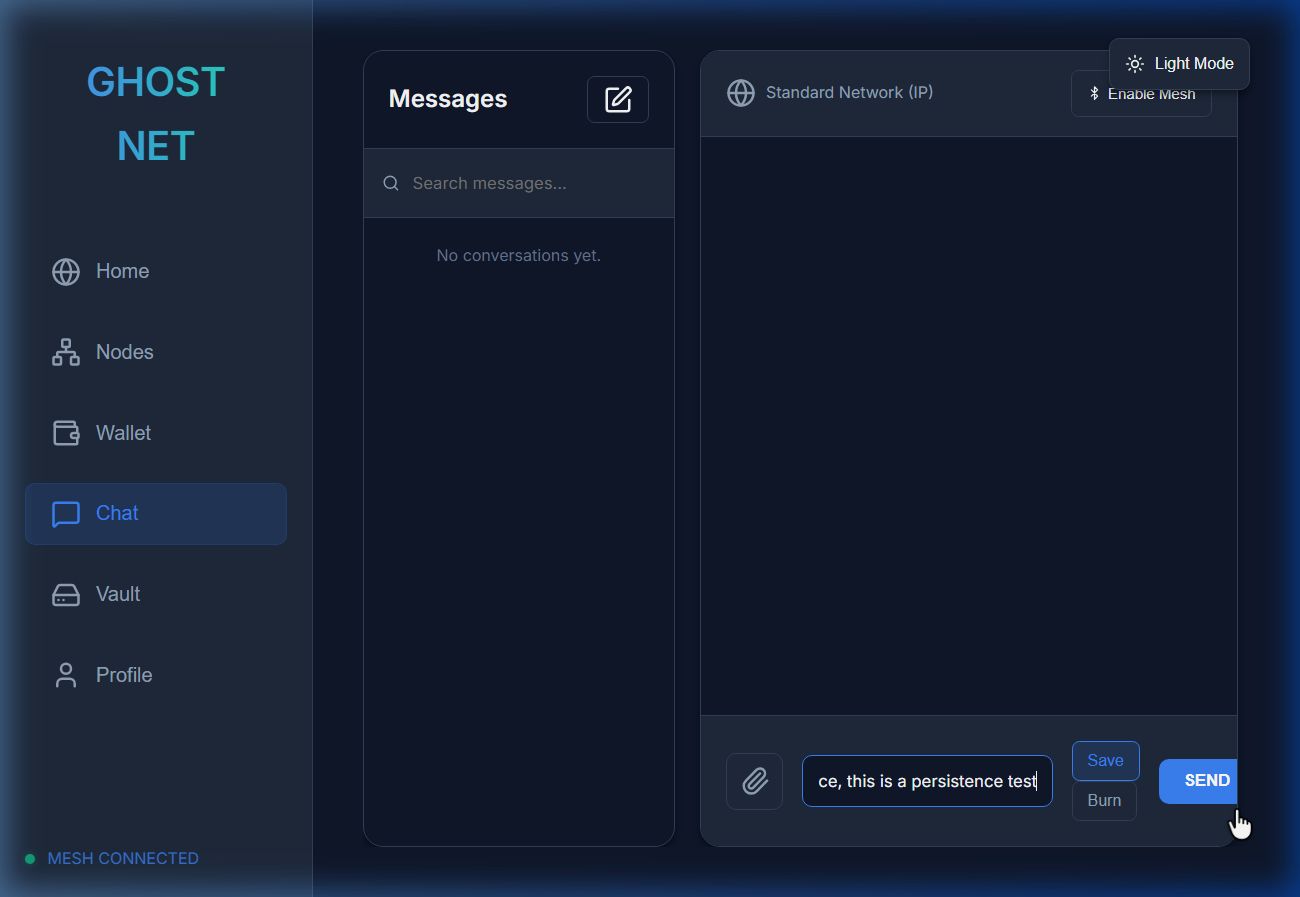 GHOST
NET
Home
Nodes
Wallet
Chat
Vault
Profile
MESH CONNECTED
Messages
Search messages...
No conversations yet.
Standard Network (IP)
Light Mode
Enable Mesh
ce, this is a persistence test
Save
Burn
SEND